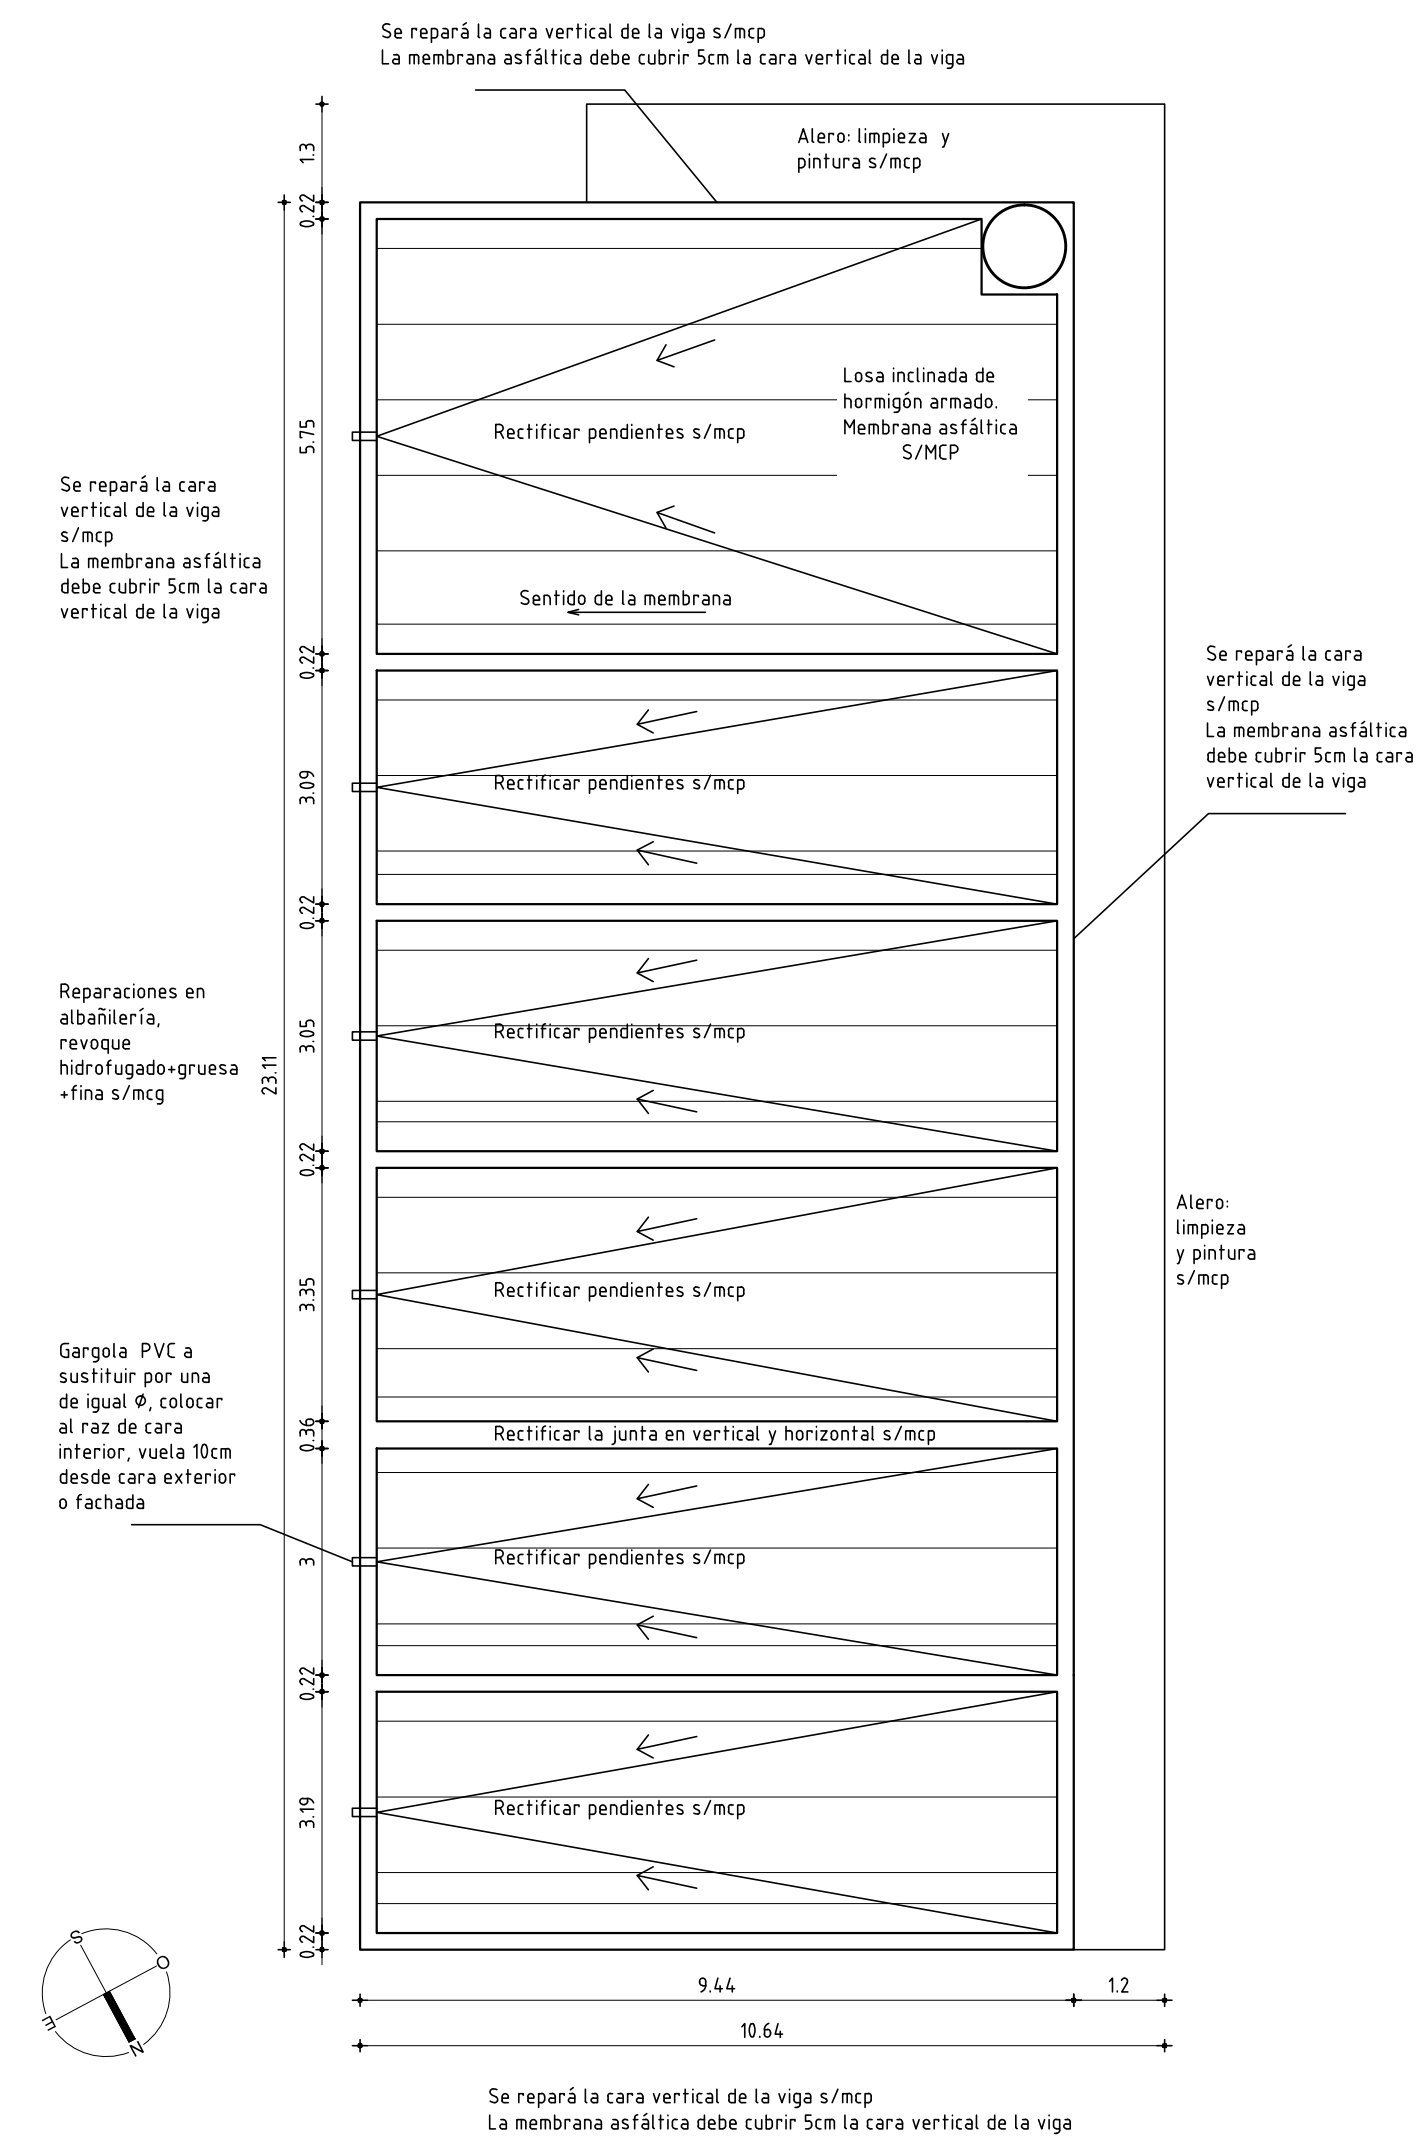 Se repará la cara vertical de la viga s/mcp
La membrana asfáltica debe cubrir 5cm la cara vertical de la viga
Alero: limpieza y
pintura s/mcp
1.3
0.22
Losa inclinada de
hormigón armado.
Membrana asfáltica
S/MCP
5.75
Rectificar pendientes s/mcp
Se repará la cara
vertical de la viga
s/mcp
La membrana asfáltica
debe cubrir 5cm la cara
vertical de la viga
Sentido de la membrana
0.22
Se repará la cara
vertical de la viga
s/mcp
La membrana asfáltica
debe cubrir 5cm la cara
vertical de la viga
3.09
Rectificar pendientes s/mcp
0.22
Reparaciones en
albañilería,
revoque
hidrofugado+gruesa
+fina s/mcg
23.11
3.05
Rectificar pendientes s/mcp
0.22
Alero:
limpieza
y pintura
s/mcp
3.35
Rectificar pendientes s/mcp
Gargola PVC a
sustituir por una
de igual Ø, colocar
al raz de cara
interior, vuela 10cm
desde cara exterior
o fachada
0.36
Rectificar la junta en vertical y horizontal s/mcp
3
Rectificar pendientes s/mcp
0.22
3.19
Rectificar pendientes s/mcp
0.22
S
O
E
N
9.44
1.2
10.64
Se repará la cara vertical de la viga s/mcp
La membrana asfáltica debe cubrir 5cm la cara vertical de la viga